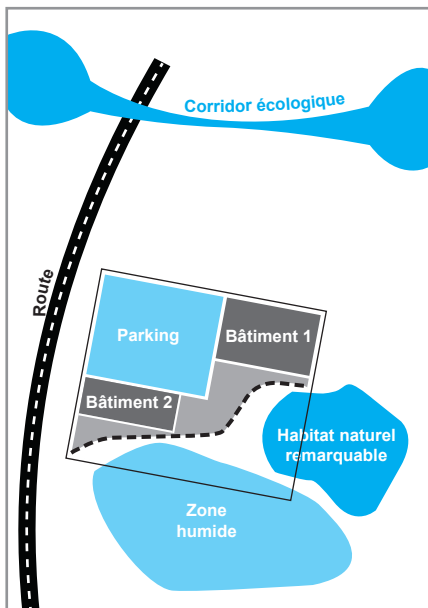 Corridor écologique
Route
Parking
Bâtiment 1
Bâtiment 2
Habitat naturel
remarquable
Zone
humide